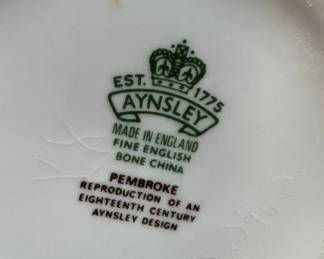 EST. 1775
AYNSLEY
MADE IN ENGLAND
FINE ENGLISH
BONE CHINA
PEMBROKE
REPRODUCTION OF AN
EIGHTEENTH CENTURY
AYNSLEY DESIGN